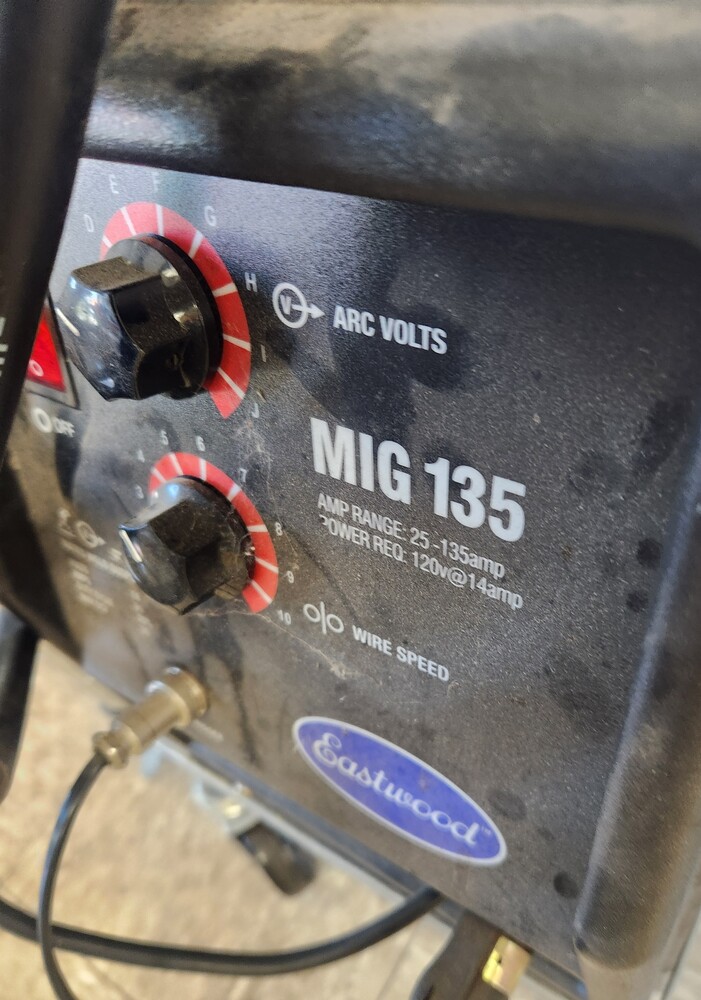 D
E
F
G
H
I
J
V
ARC VOLTS
OFF
MIG 135
AMP RANGE: 25 -135amp
POWER REQ: 120v@14amp
3
4
5
6
7
8
9
10
WIRE SPEED
Eastwood™